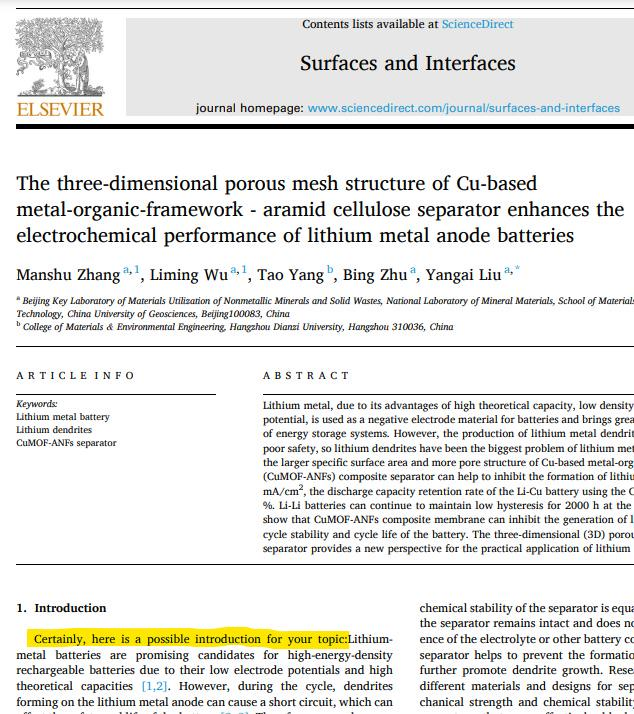 Contents lists available at ScienceDirect
Surfaces and Interfaces
ELSEVIER
journal homepage: www.sciencedirect.com/journal/surfaces-and-interfaces
The three-dimensional porous mesh structure of Cu-based
metal-organic-framework - aramid cellulose separator enhances the
electrochemical performance of lithium metal anode batteries
Manshu Zhang a,1, Liming Wu a,1, Tao Yang b, Bing Zhu a, Yangai Liu a,*
a Beijing Key Laboratory of Materials Utilization of Nonmetallic Minerals and Solid Wastes, National Laboratory of Mineral Materials, School of Materials
Technology, China University of Geosciences, Beijing100083, China
b College of Materials & Environmental Engineering, Hangzhou Dianzi University, Hangzhou 310036, China
ARTICLE INFO
Keywords:
Lithium metal battery
Lithium dendrites
CuMOF-ANFs separator
ABSTRACT
Lithium metal, due to its advantages of high theoretical capacity, low density
potential, is used as a negative electrode material for batteries and brings grea
of energy storage systems. However, the production of lithium metal dendrit
poor safety, so lithium dendrites have been the biggest problem of lithium met
the larger specific surface area and more pore structure of Cu-based metal-org
(CuMOF-ANFs) composite separator can help to inhibit the formation of lithiu
mA/cm2, the discharge capacity retention rate of the Li-Cu battery using the C
%. Li-Li batteries can continue to maintain low hysteresis for 2000 h at the
show that CuMOF-ANFs composite membrane can inhibit the generation of l
cycle stability and cycle life of the battery. The three-dimensional (3D) porou
separator provides a new perspective for the practical application of lithium
1. Introduction
Certainly, here is a possible introduction for your topic:Lithium-
metal batteries are promising candidates for high-energy-density
rechargeable batteries due to their low electrode potentials and high
theoretical capacities [1,2]. However, during the cycle, dendrites
forming on the lithium metal anode can cause a short circuit, which can
chemical stability of the separator is equa
the separator remains intact and does no
ence of the electrolyte or other battery co
separator helps to prevent the formatio
further promote dendrite growth. Resea
different materials and designs for sep
chanical strength and chemical stability